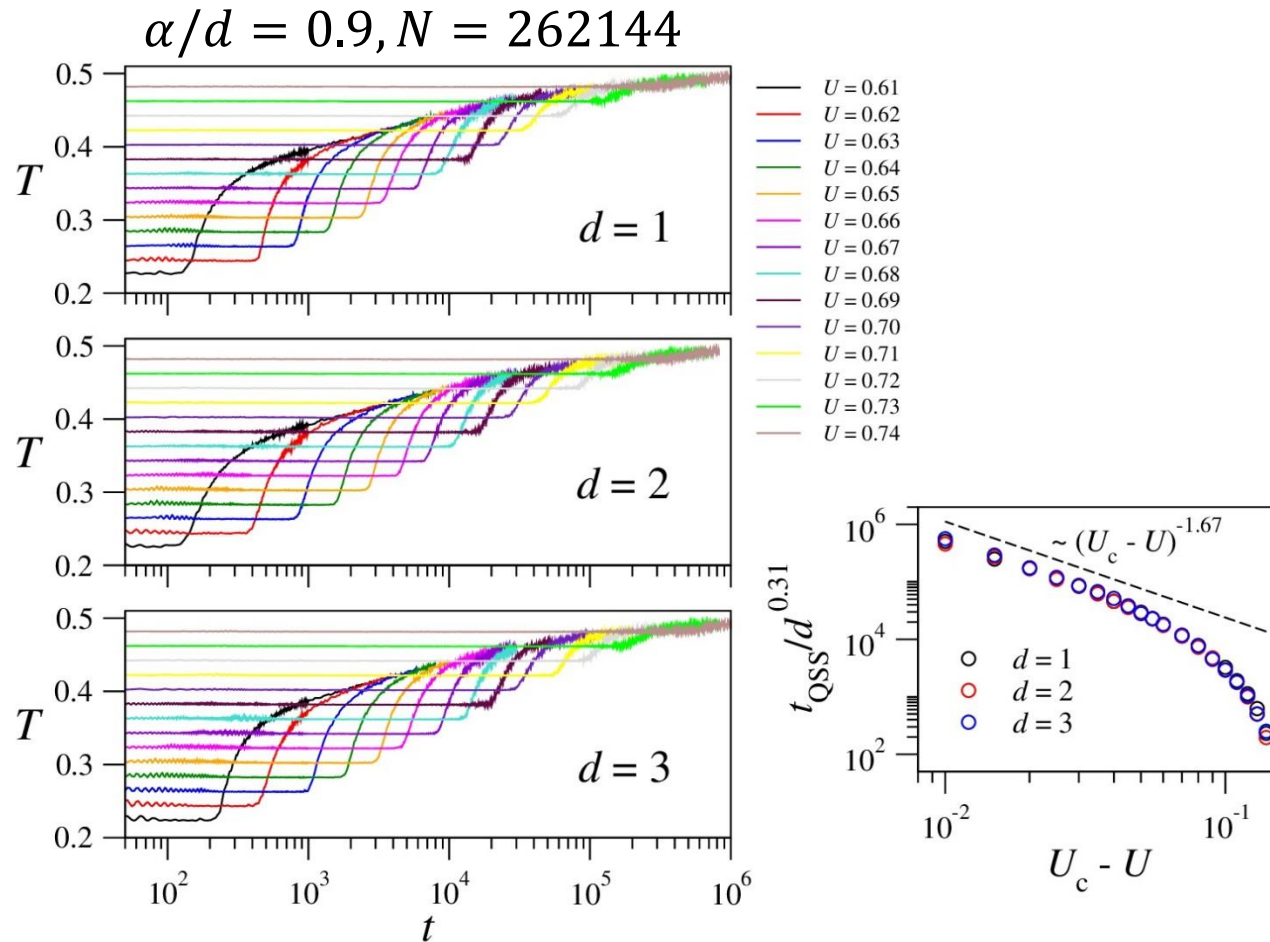 α/d = 0.9, N = 262144
0.5
0.4
T
0.3
0.2
d = 1
0.5
0.4
T
0.3
0.2
d = 2
0.5
0.4
T
0.3
0.2
d = 3
10^2
10^3
10^4
10^5
10^6
t
U = 0.61
U = 0.62
U = 0.63
U = 0.64
U = 0.65
U = 0.66
U = 0.67
U = 0.68
U = 0.69
U = 0.70
U = 0.71
U = 0.72
U = 0.73
U = 0.74
t_QSS/d^0.31
10^6
10^4
10^2
~ (U_c - U)^-1.67
d = 1
d = 2
d = 3
10^-2
10^-1
U_c - U